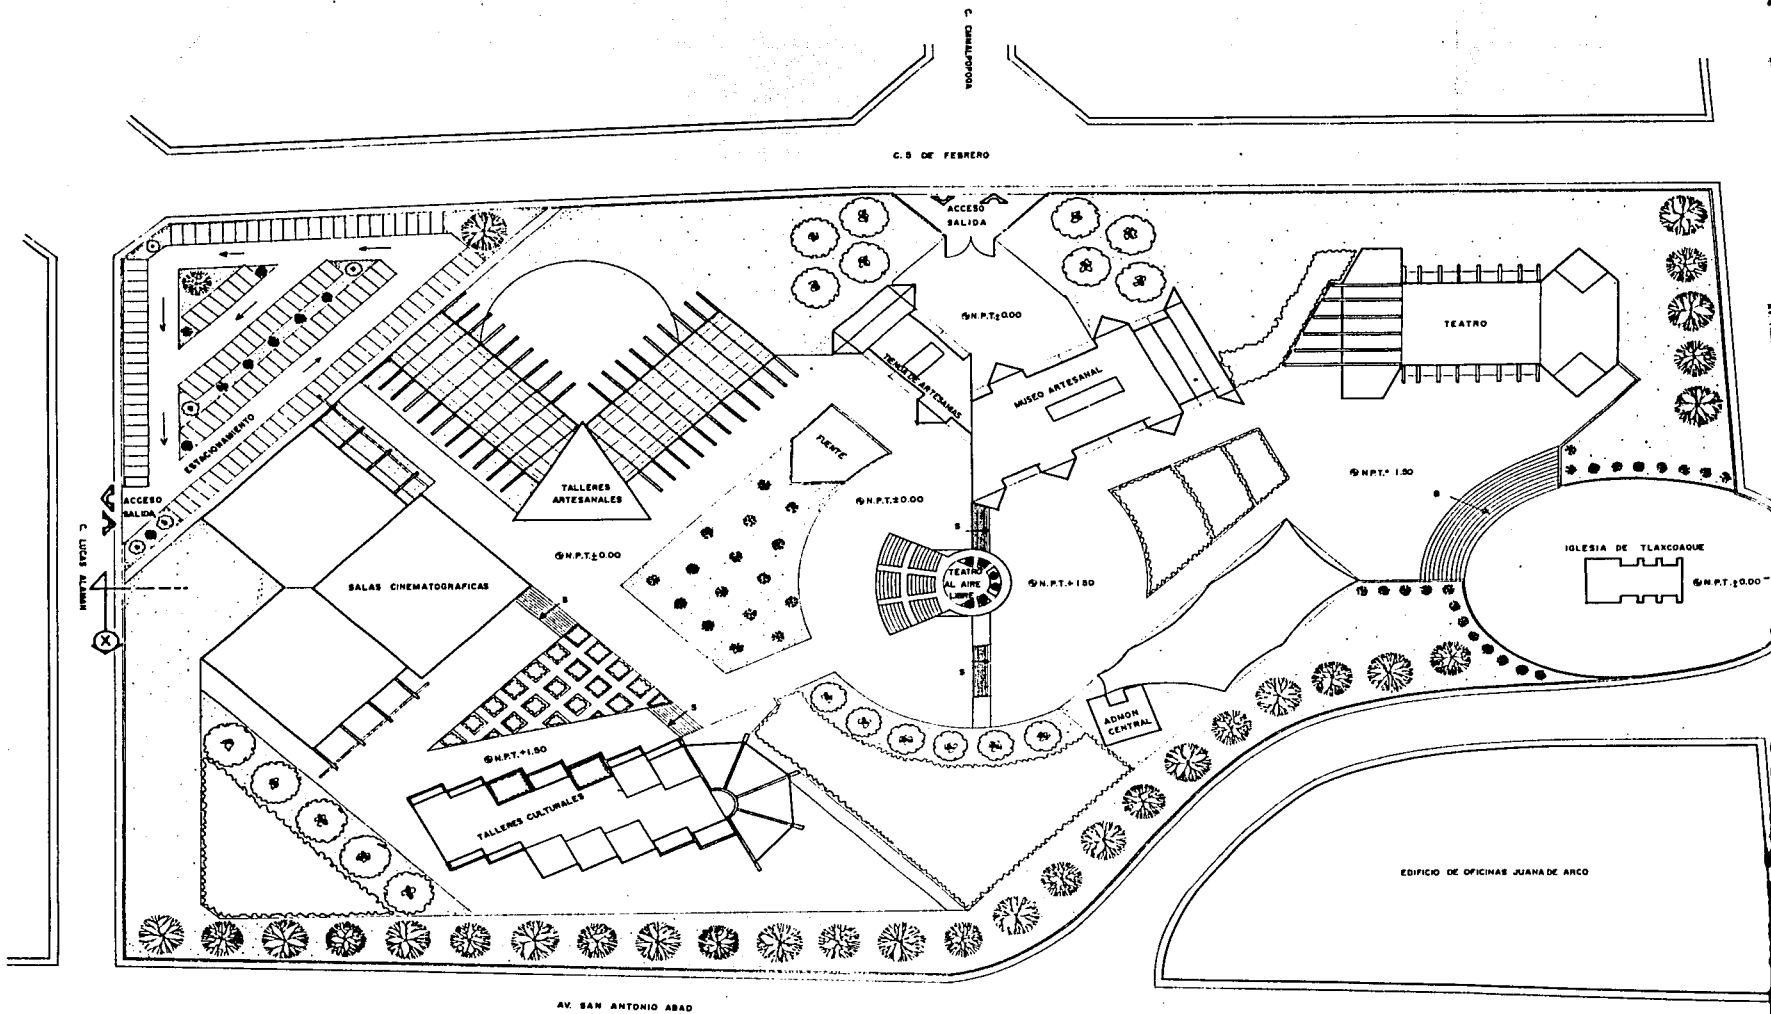 C. CHIMALPOPOCA
C. 5 DE FEBRERO
ACCESO
SALIDA
N.P.T.±0.00
TEATRO
TIENDA DE ARTESANIAS
MUSEO ARTESANAL
ESTACIONAMIENTO
FUENTE
TALLERES
ARTESANALES
N.P.T.±0.00
N.P.T.+ 1.50
ACCESO
SALIDA
S
S
C. LUCAS ALAMAN
N.P.T.±0.00
IGLESIA DE TLAXCOAQUE
SALAS CINEMATOGRAFICAS
TEATRO
AL AIRE
LIBRE
N.P.T.+ 1.50
N.P.T.±0.00
S
X
S
S
ADMON
CENTRAL
N.P.T.+1.50
TALLERES CULTURALES
EDIFICIO DE OFICINAS JUANA DE ARCO
AV. SAN ANTONIO ABAD